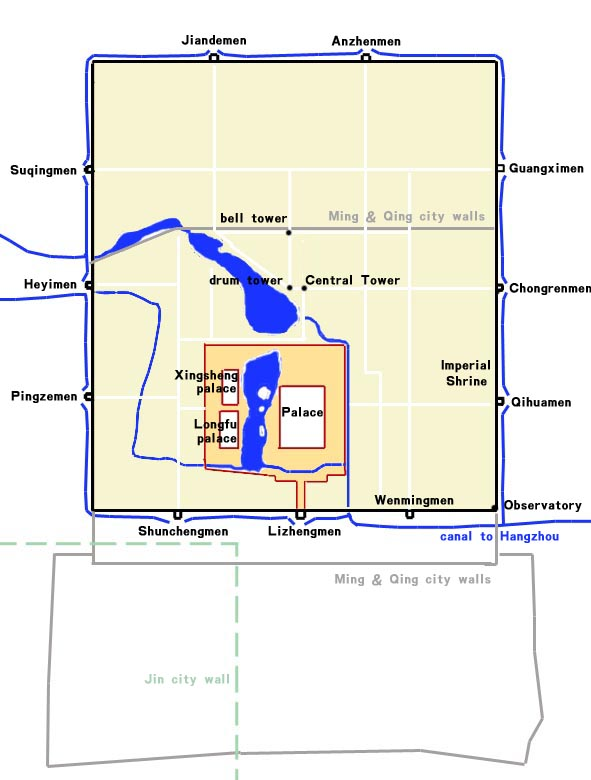 Jiandemen
Anzhenmen
Suqingmen
Guangximen
bell tower
Ming & Qing city walls
Heyimen
drum tower
Central Tower
Chongrenmen
Imperial
Shrine
Xingsheng
palace
Pingzemen
Palace
Qihuamen
Longfu
palace
Wenmingmen
Observatory
Shunchengmen
Lizhengmen
canal to Hangzhou
Ming & Qing city walls
Jin city wall